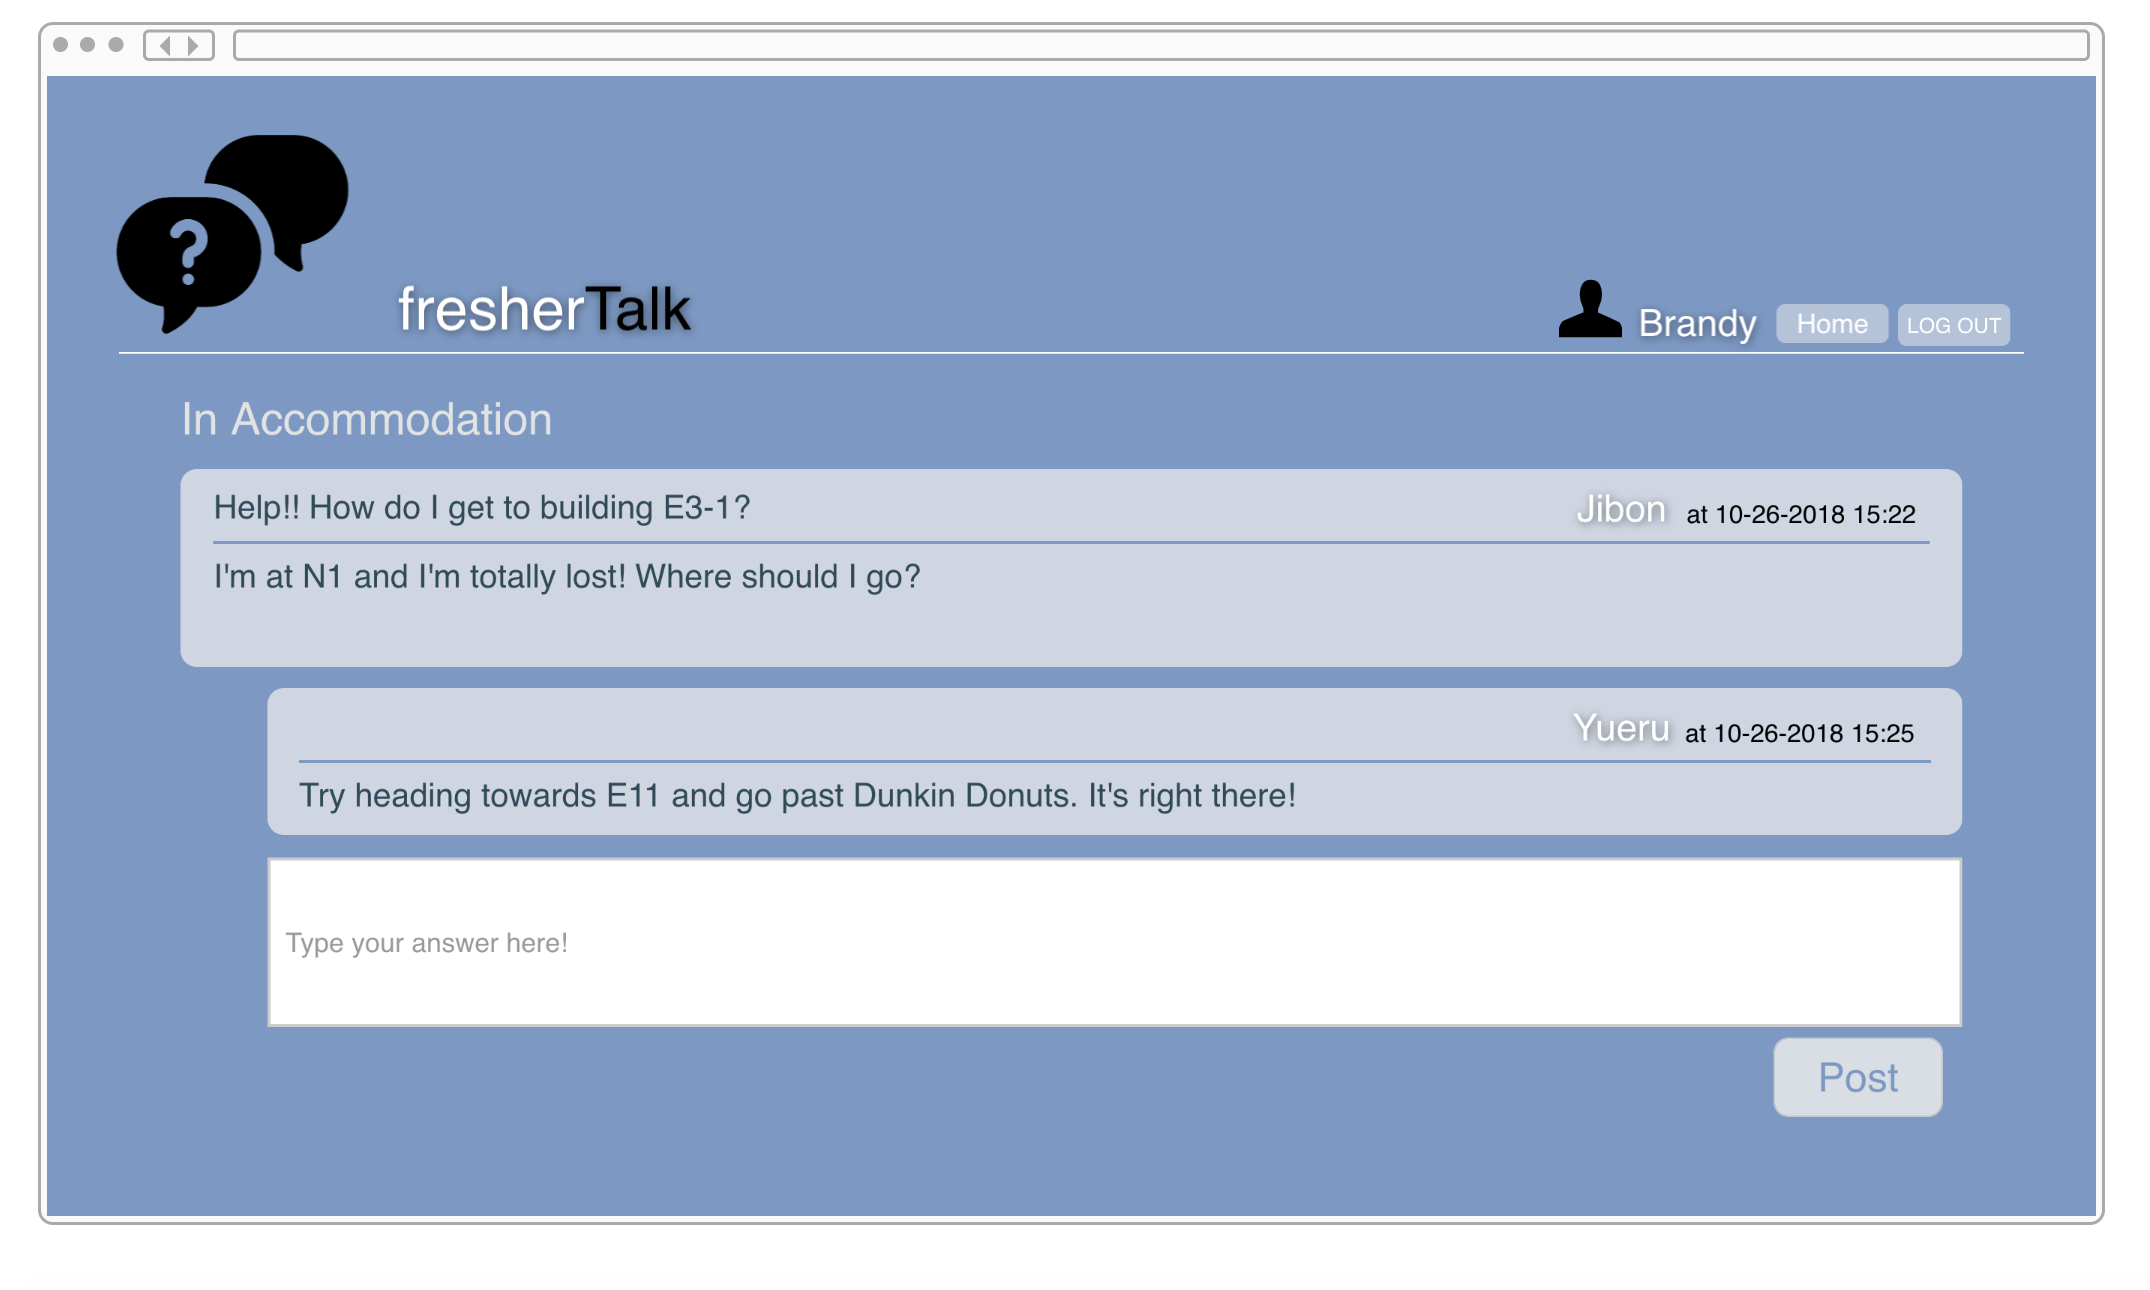 ?
fresherTalk
Brandy Home LOG OUT
In Accommodation
Help!! How do I get to building E3-1? Jibon at 10-26-2018 15:22
I'm at N1 and I'm totally lost! Where should I go?
Yueru at 10-26-2018 15:25
Try heading towards E11 and go past Dunkin Donuts. It's right there!
Type your answer here!
Post